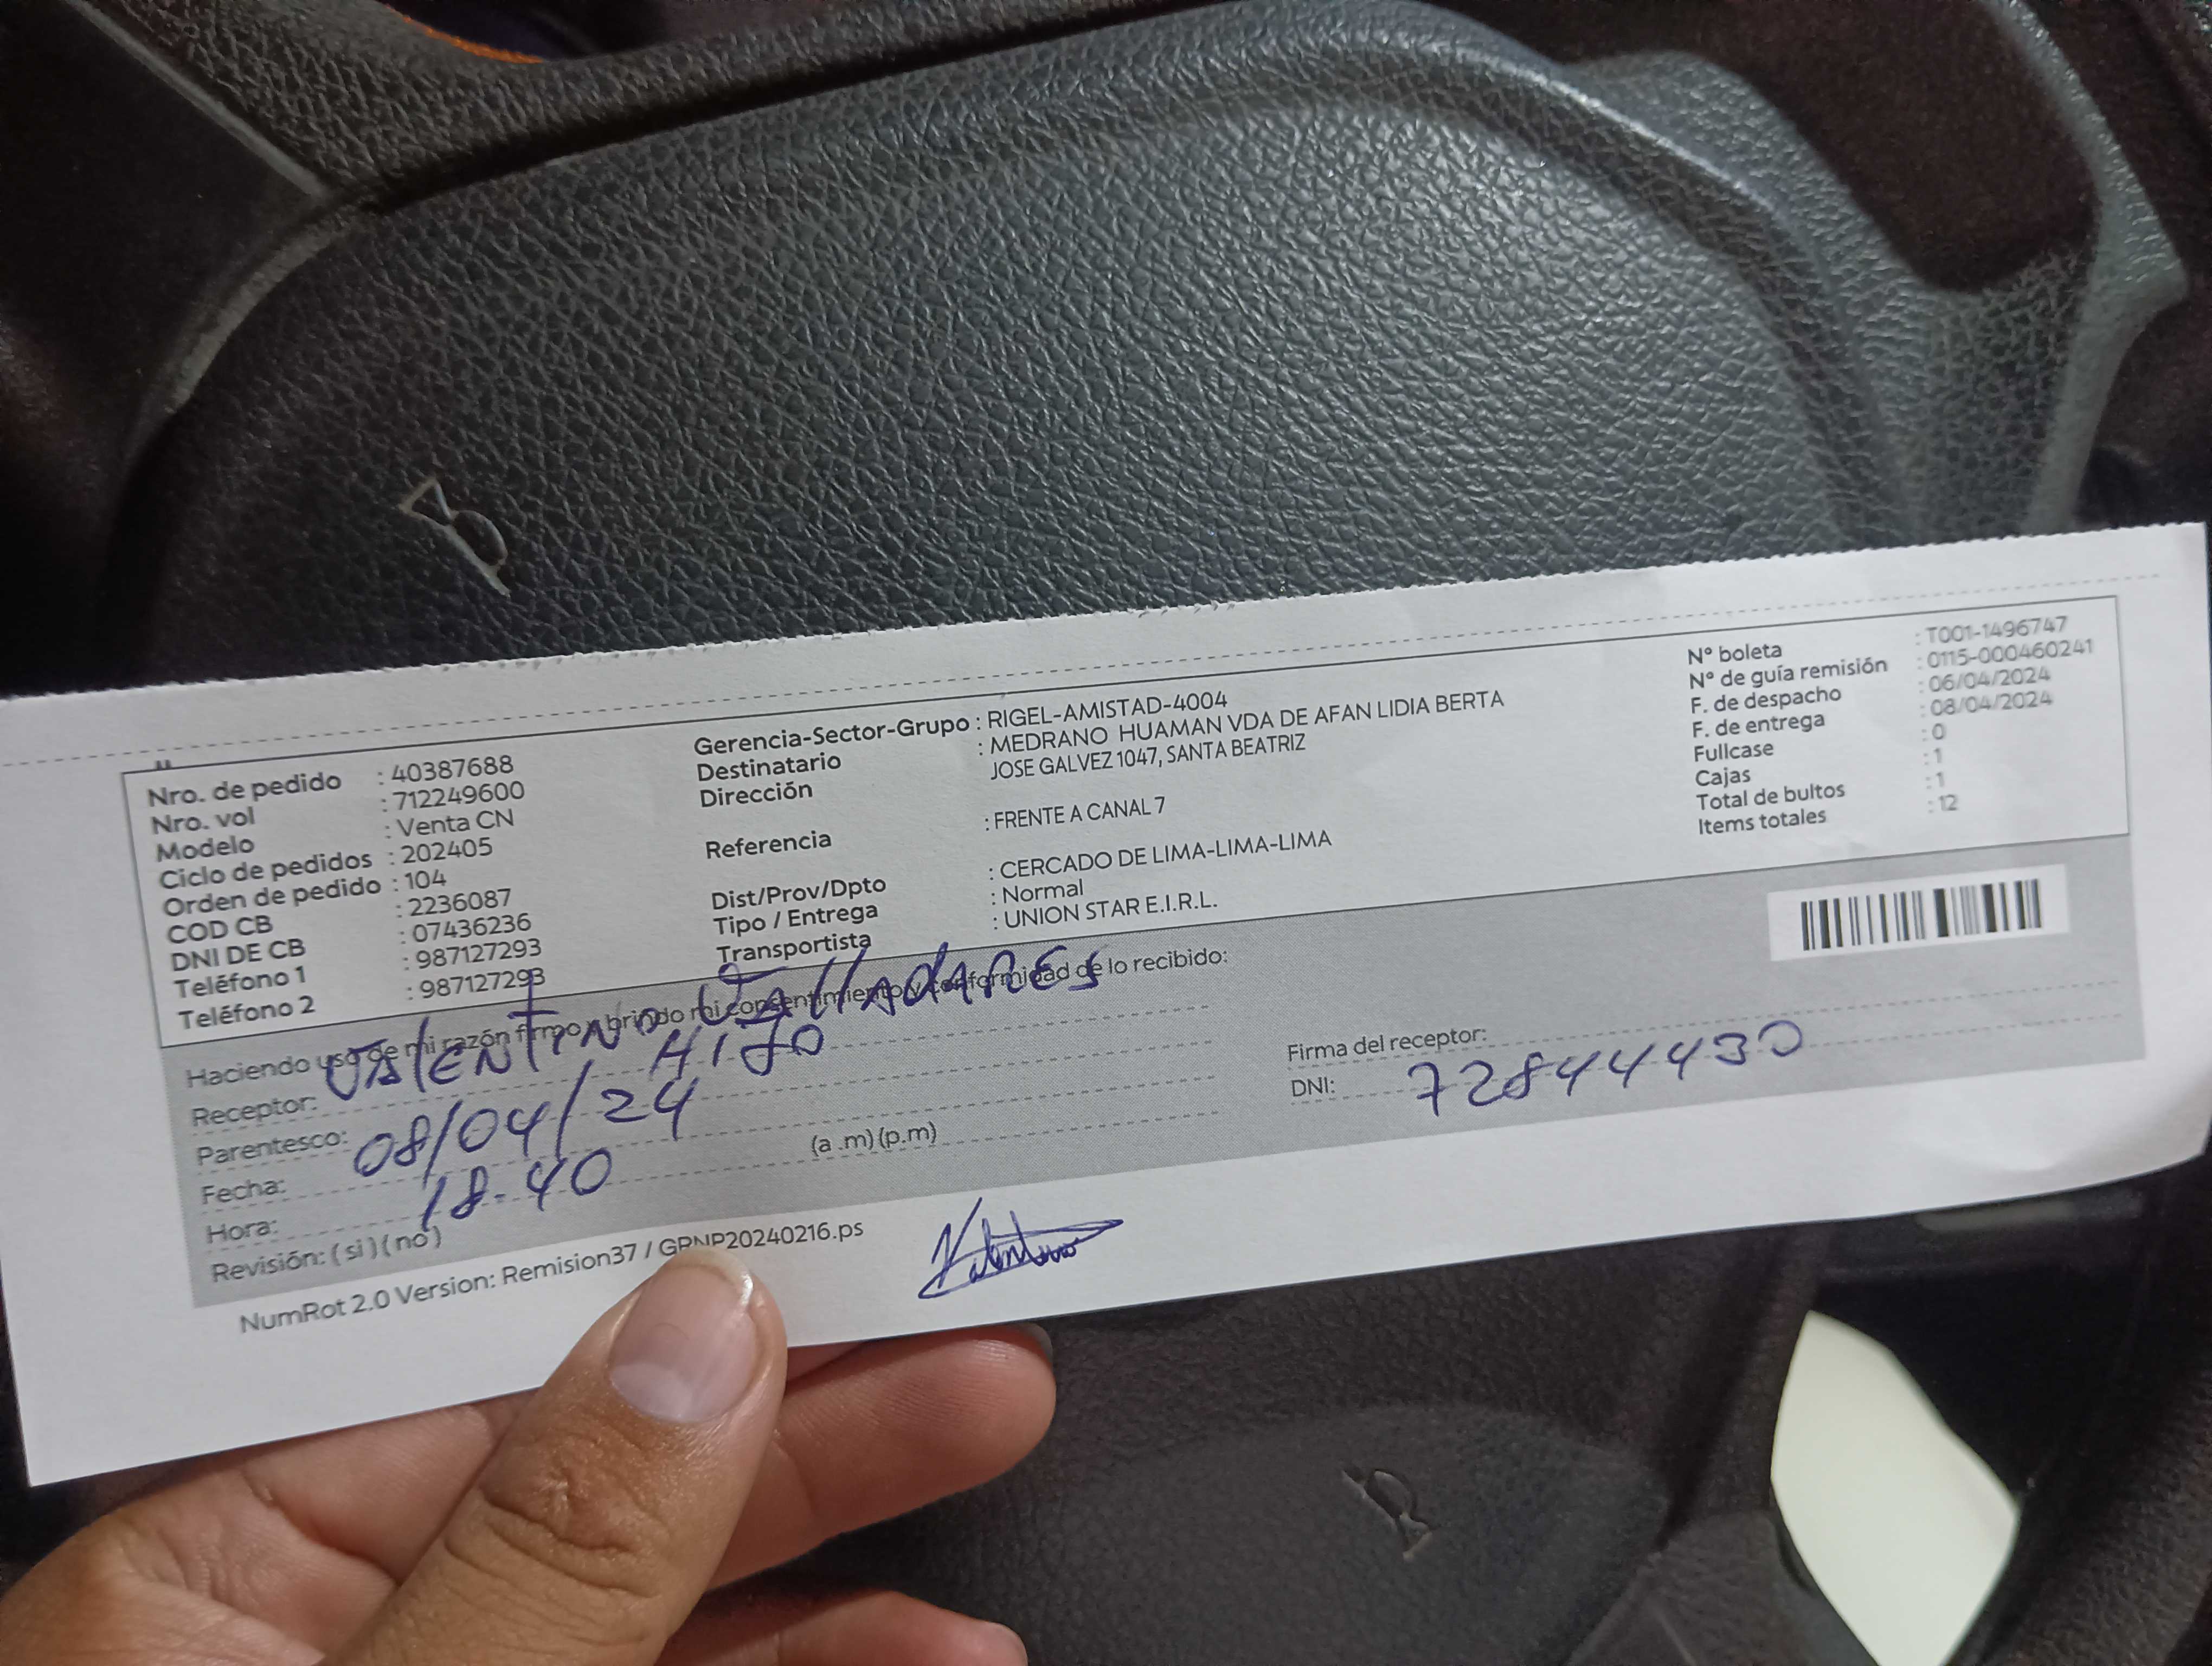 Nro. de pedido : 40387688
Nro. vol : 712249600
Modelo : Venta CN
Ciclo de pedidos : 202405
Orden de pedido : 104
COD CB : 2236087
DNI DE CB : 07436236
Teléfono 1 : 987127293
Teléfono 2 : 987127293
Gerencia-Sector-Grupo : RIGEL-AMISTAD-4004
Destinatario : MEDRANO HUAMAN VDA DE AFAN LIDIA BERTA
Dirección JOSE GALVEZ 1047, SANTA BEATRIZ
Referencia : FRENTE A CANAL 7
Dist/Prov/Dpto : CERCADO DE LIMA-LIMA-LIMA
Tipo / Entrega : Normal
Transportista : UNION STAR E.I.R.L.
N° boleta : T001-1496747
N° de guía remisión : 0115-000460241
F. de despacho : 06/04/2024
F. de entrega : 08/04/2024
Fullcase : 0
Cajas : 1
Total de bultos : 1
Items totales : 12
Haciendo uso de mi razón firmo y brindo mi consentimiento y conformidad de lo recibido:
Receptor: VAlENTINO VAllAdARES
Parentesco: HIJO
Fecha: 08/04/24
Hora: 18-40 (a .m) (p.m)
Revisión: ( si ) ( no )
Firma del receptor:
DNI: 72844430
NumRot 2.0 Version: Remision37 / GRNP20240216.ps
Valentino